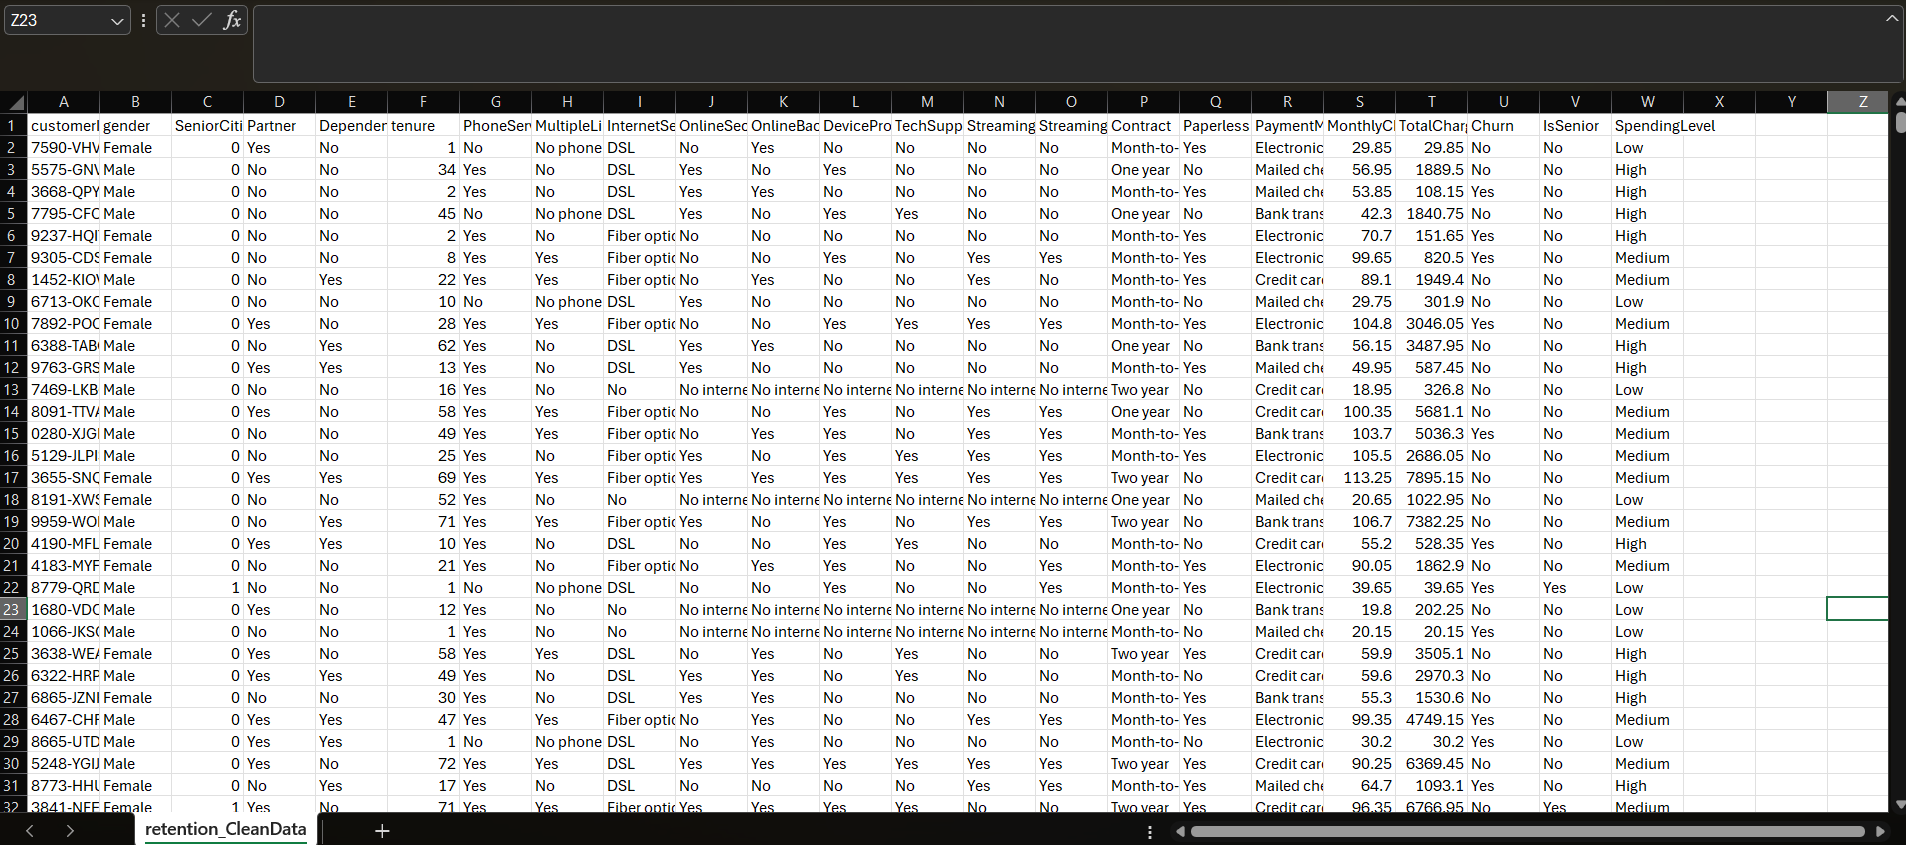 Z23 fx
A B C D E F G H I J K L M N O P Q R S T U V W X Y Z
1 customerI gender SeniorCiti Partner Depender tenure PhoneSer MultipleLi InternetSe OnlineSec OnlineBac DevicePro TechSupp Streaming Streaming Contract Paperless PaymentM MonthlyCl TotalChar Churn IsSenior SpendingLevel
2 7590-VHV Female 0 Yes No 1 No No phone DSL No Yes No No No No Month-to- Yes Electronic 29.85 29.85 No No Low
3 5575-GNV Male 0 No No 34 Yes No DSL Yes No Yes No No No One year No Mailed che 56.95 1889.5 No No High
4 3668-QPY Male 0 No No 2 Yes No DSL Yes Yes No No No No Month-to- Yes Mailed che 53.85 108.15 Yes No High
5 7795-CFO Male 0 No No 45 No No phone DSL Yes No Yes Yes No No One year No Bank trans 42.3 1840.75 No No High
6 9237-HQI Female 0 No No 2 Yes No Fiber optic No No No No No No Month-to- Yes Electronic 70.7 151.65 Yes No High
7 9305-CDS Female 0 No No 8 Yes Yes Fiber optic No No Yes No Yes Yes Month-to- Yes Electronic 99.65 820.5 Yes No Medium
8 1452-KIO Male 0 No Yes 22 Yes Yes Fiber optic No Yes No No Yes No Month-to- Yes Credit car 89.1 1949.4 No No Medium
9 6713-OKO Female 0 No No 10 No No phone DSL Yes No No No No No Month-to- No Mailed che 29.75 301.9 No No Low
10 7892-POO Female 0 Yes No 28 Yes Yes Fiber optic No No Yes Yes Yes Yes Month-to- Yes Electronic 104.8 3046.05 Yes No Medium
11 6388-TAB Male 0 No Yes 62 Yes No DSL Yes Yes No No No No One year No Bank trans 56.15 3487.95 No No High
12 9763-GRS Male 0 Yes Yes 13 Yes No DSL Yes No No No No No Month-to- Yes Mailed che 49.95 587.45 No No High
13 7469-LKB Male 0 No No 16 Yes No No No interne No interne No interne No interne No interne No interne Two year No Credit car 18.95 326.8 No No Low
14 8091-TTVA Male 0 Yes No 58 Yes Yes Fiber optic No No Yes No Yes Yes One year No Credit car 100.35 5681.1 No No Medium
15 0280-XJG Male 0 No No 49 Yes Yes Fiber optic No Yes Yes No Yes Yes Month-to- Yes Bank trans 103.7 5036.3 Yes No Medium
16 5129-JLPI Male 0 No No 25 Yes No Fiber optic Yes No Yes Yes Yes Yes Month-to- Yes Electronic 105.5 2686.05 No No Medium
17 3655-SNQ Female 0 Yes Yes 69 Yes Yes Fiber optic Yes Yes Yes Yes Yes Yes Two year No Credit car 113.25 7895.15 No No Medium
18 8191-XWS Female 0 No No 52 Yes No No No interne No interne No interne No interne No interne No interne One year No Mailed che 20.65 1022.95 No No Low
19 9959-WO Male 0 No Yes 71 Yes Yes Fiber optic Yes No Yes No Yes Yes Two year No Bank trans 106.7 7382.25 No No Medium
20 4190-MFL Female 0 Yes Yes 10 Yes No DSL No No Yes Yes No No Month-to- No Credit car 55.2 528.35 Yes No High
21 4183-MYF Female 0 No No 21 Yes No Fiber optic No Yes Yes No No Yes Month-to- Yes Electronic 90.05 1862.9 No No Medium
22 8779-QRD Male 1 No No 1 No No phone DSL No No Yes No No Yes Month-to- Yes Electronic 39.65 39.65 Yes Yes Low
23 1680-VDC Male 0 Yes No 12 Yes No No No interne No interne No interne No interne No interne No interne One year No Bank trans 19.8 202.25 No No Low
24 1066-JKS Male 0 No No 1 Yes No No No interne No interne No interne No interne No interne No interne Month-to- No Mailed che 20.15 20.15 Yes No Low
25 3638-WEA Female 0 Yes No 58 Yes Yes DSL No Yes No Yes No No Two year Yes Credit car 59.9 3505.1 No No High
26 6322-HRP Male 0 Yes Yes 49 Yes No DSL Yes Yes No Yes No No Month-to- No Credit car 59.6 2970.3 No No High
27 6865-JZN Female 0 No No 30 Yes No DSL Yes Yes No No No No Month-to- Yes Bank trans 55.3 1530.6 No No High
28 6467-CHF Male 0 Yes Yes 47 Yes Yes Fiber optic No Yes No No Yes Yes Month-to- Yes Electronic 99.35 4749.15 Yes No Medium
29 8665-UTD Male 0 Yes Yes 1 No No phone DSL No Yes No No No No Month-to- No Electronic 30.2 30.2 Yes No Low
30 5248-YGIJ Male 0 Yes No 72 Yes Yes DSL Yes Yes Yes Yes Yes Yes Two year Yes Credit car 90.25 6369.45 No No Medium
31 8773-HHU Female 0 No Yes 17 Yes No DSL No No No No Yes Yes Month-to- Yes Mailed che 64.7 1093.1 Yes No High
32 3841-NFE Female 1 Yes No 71 Yes Yes Fiber optic Yes Yes Yes Yes No No Two year Yes Credit car 96.35 6766.95 No Yes Medium
retention_CleanData